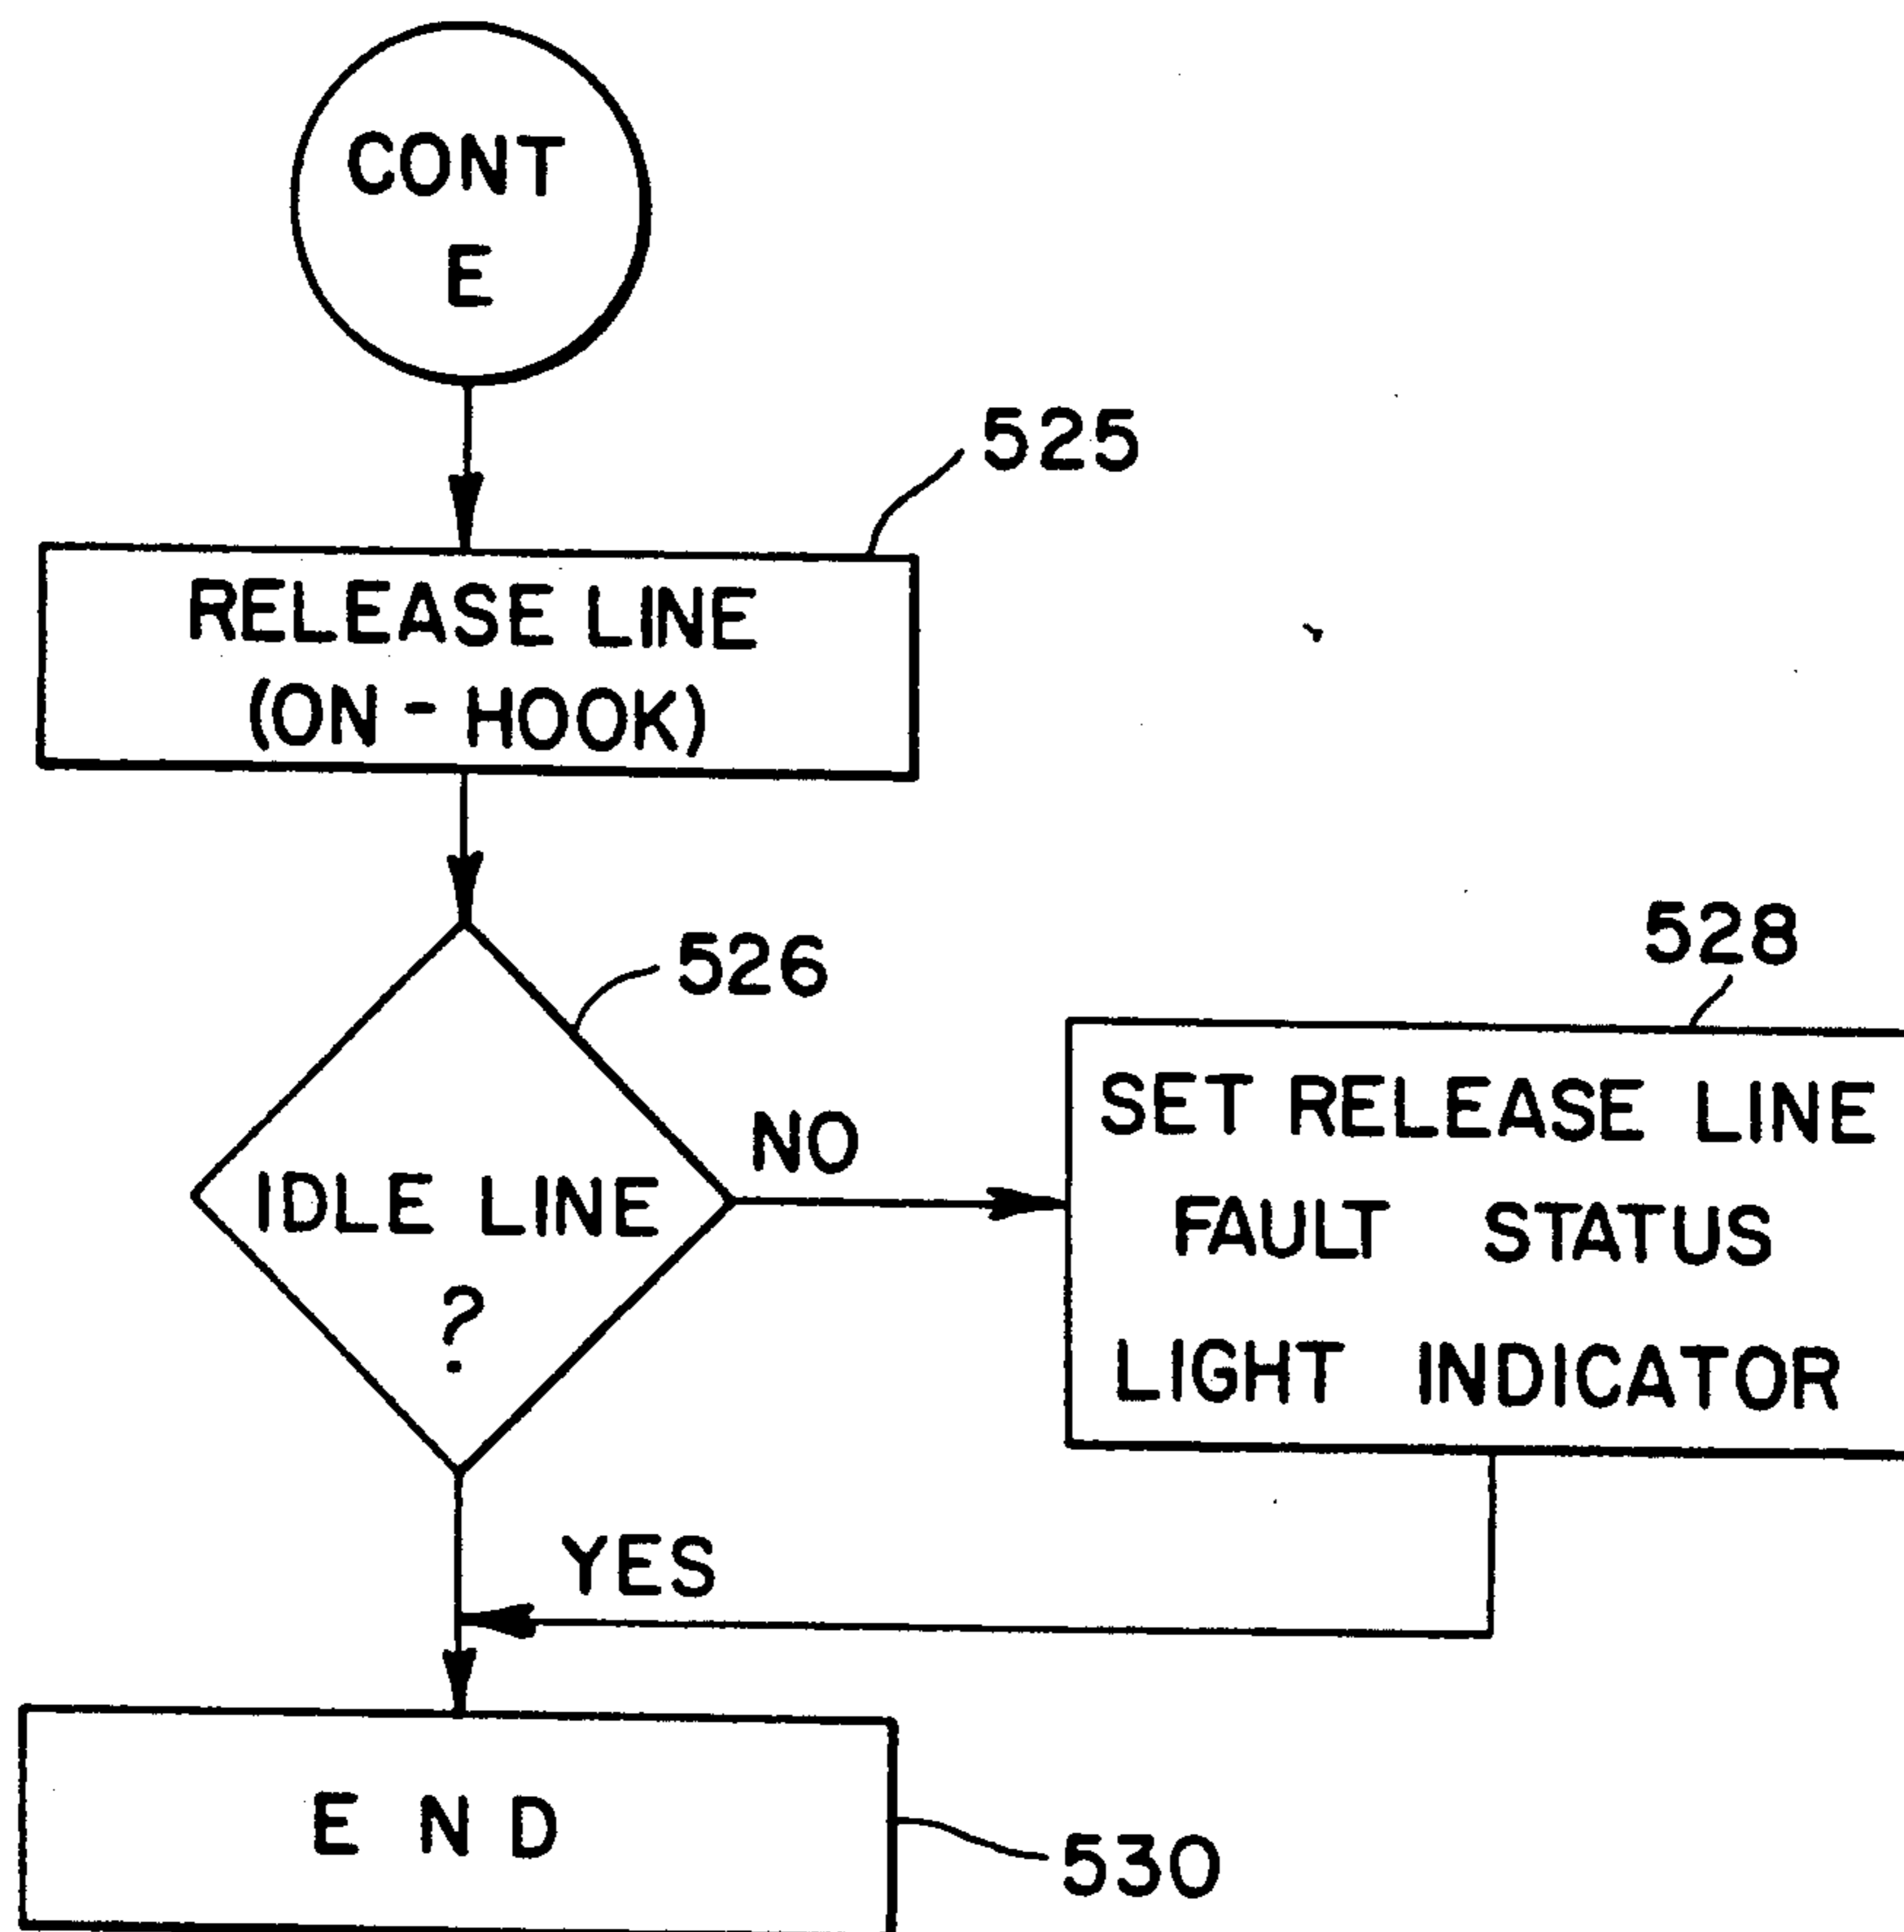 CONT
E
525
RELEASE LINE
(ON - HOOK)
526
IDLE LINE
?
NO
528
SET RELEASE LINE
FAULT STATUS
LIGHT INDICATOR
YES
END
530